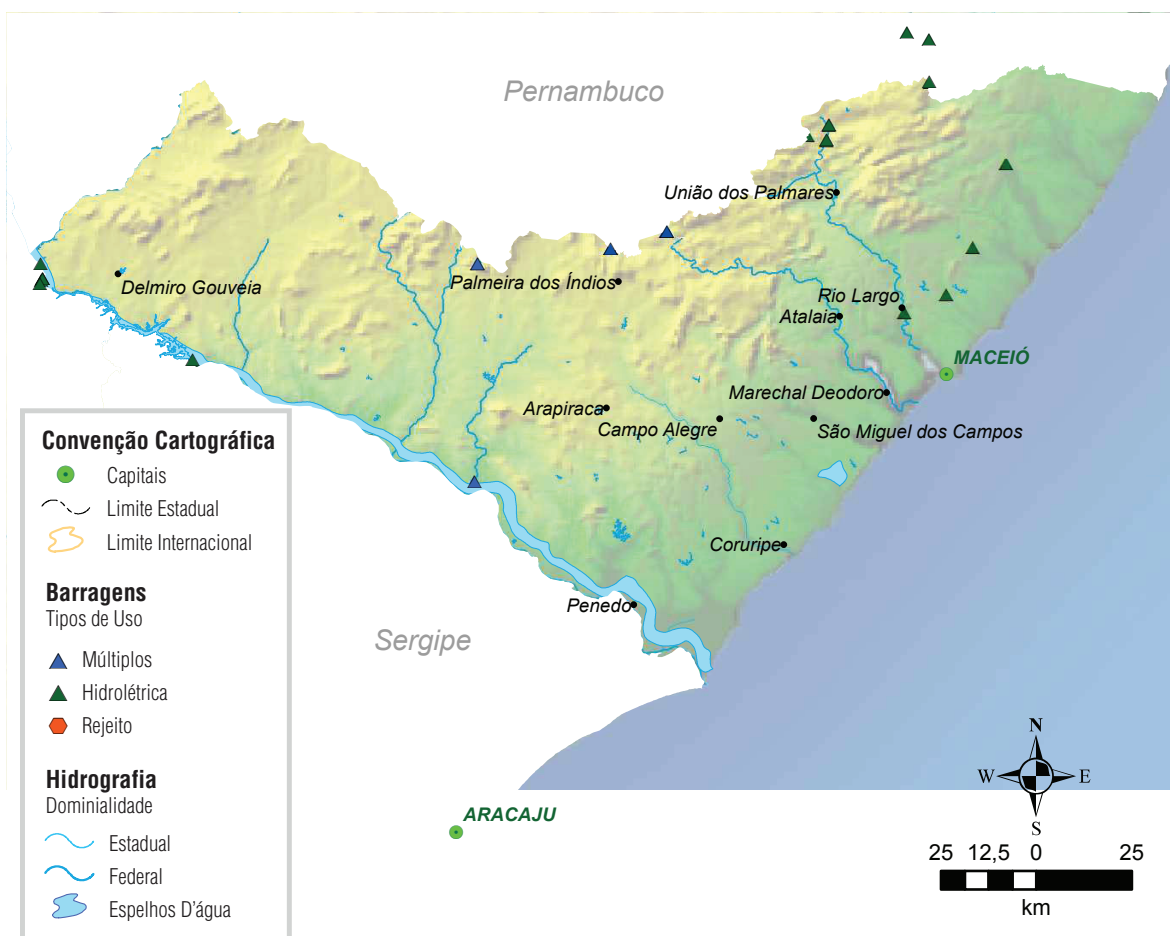 Pernambuco
União dos Palmares
Delmiro Gouveia
Palmeira dos Índios
Rio Largo
Atalaia
MACEIÓ
Marechal Deodoro
Arapiraca
Campo Alegre
São Miguel dos Campos
Coruripe
Penedo
Sergipe
ARACAJU
Convenção Cartográfica
Capitais
Limite Estadual
Limite Internacional
Barragens
Tipos de Uso
Múltiplos
Hidrolétrica
Rejeito
Hidrografia
Dominialidade
Estadual
Federal
Espelhos D'água
N
W E
S
25 12,5 0 25
km